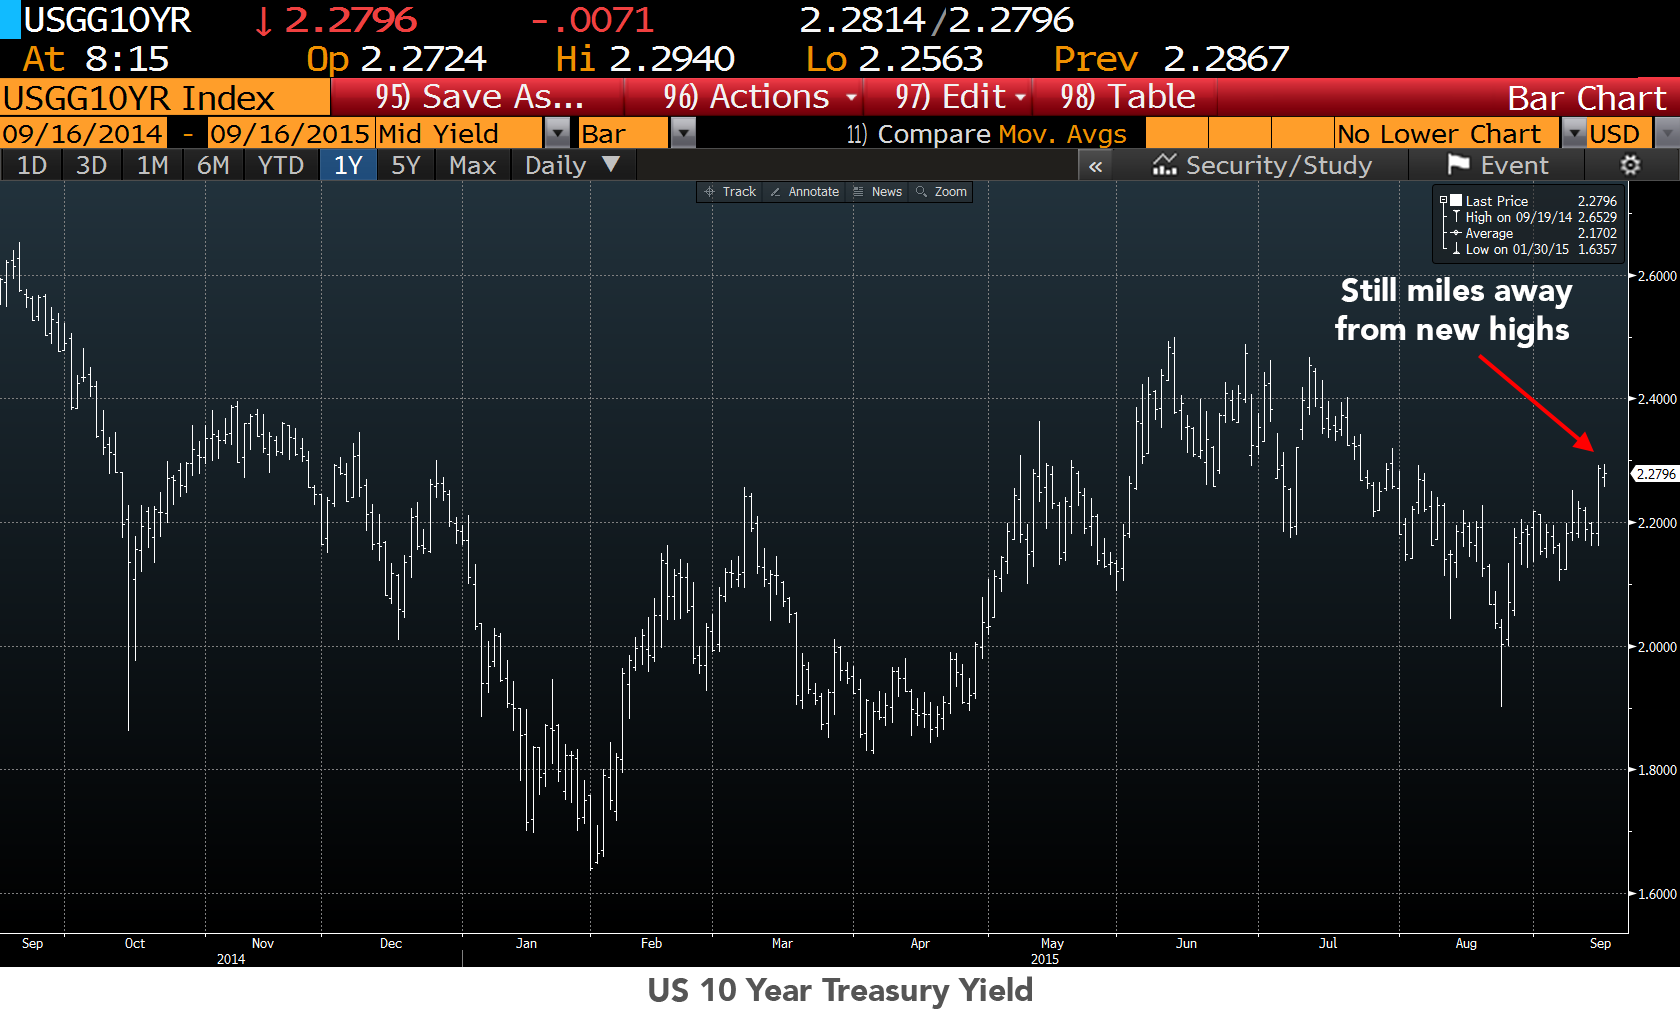 USGG10YR ↓ 2.2796 -.0071 2.2814/2.2796
At 8:15 Op 2.2724 Hi 2.2940 Lo 2.2563 Prev 2.2867
USGG10YR Index 95) Save As... 96) Actions 97) Edit 98) Table Bar Chart
09/16/2014 - 09/16/2015 Mid Yield Bar 11) Compare Mov. Avgs No Lower Chart USD
1D 3D 1M 6M YTD 1Y 5Y Max Daily ▼ « Security/Study Event
Track Annotate News Zoom
Last Price 2.2796
High on 09/19/14 2.6529
Average 2.1702
Low on 01/30/15 1.6357
Still miles away
from new highs
2.6000
2.4000
2.2796
2.2000
2.0000
1.8000
1.6000
Sep Oct Nov Dec Jan Feb Mar Apr May Jun Jul Aug Sep
2014 2015
US 10 Year Treasury Yield